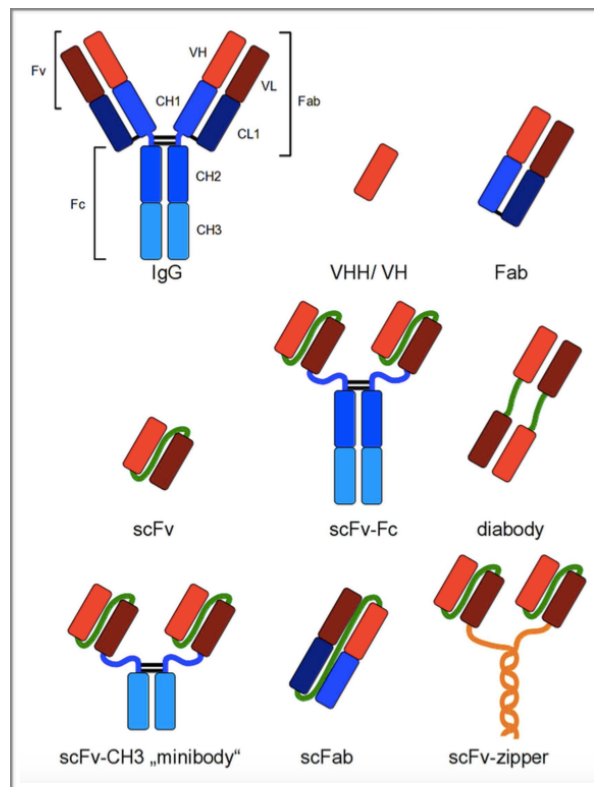 Fv
VH
VL
CH1
CL1
Fab
Fc
CH2
CH3
IgG
VHH/ VH
Fab
scFv
scFv-Fc
diabody
scFv-CH3 „minibody“
scFab
scFv-zipper